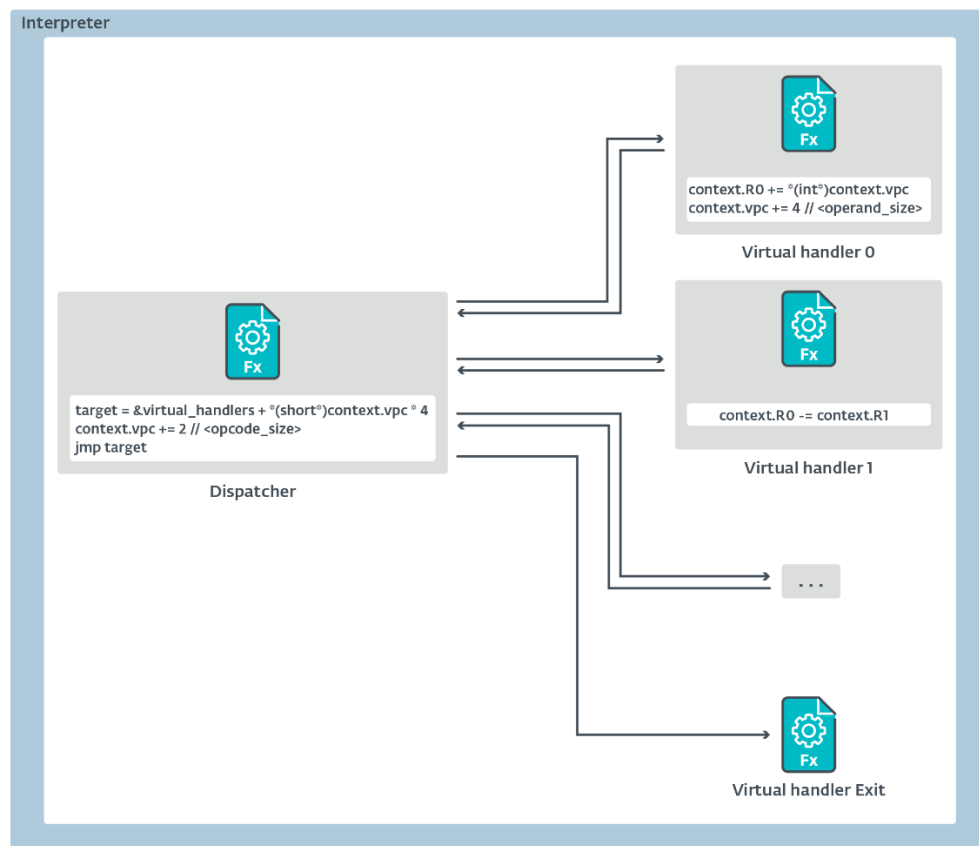 Interpreter
Fx
context.R0 += *(int*)context.vpc
context.vpc += 4 // <operand_size>
Virtual handler 0
Fx
context.R0 -= context.R1
Virtual handler 1
Fx
target = &virtual_handlers + *(short*)context.vpc * 4
context.vpc += 2 // <opcode_size>
jmp target
Dispatcher
...
Fx
Virtual handler Exit